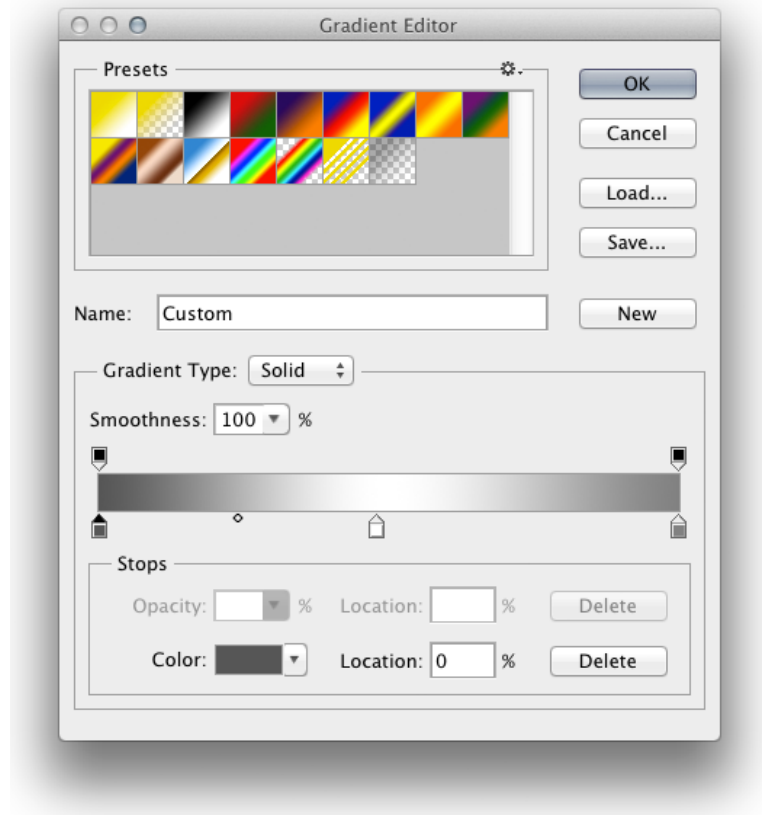 Gradient Editor
Presets
OK
Cancel
Load...
Save...
Name: Custom
New
Gradient Type: Solid
Smoothness: 100 %
Stops
Opacity: % Location: % Delete
Color: Location: 0 % Delete